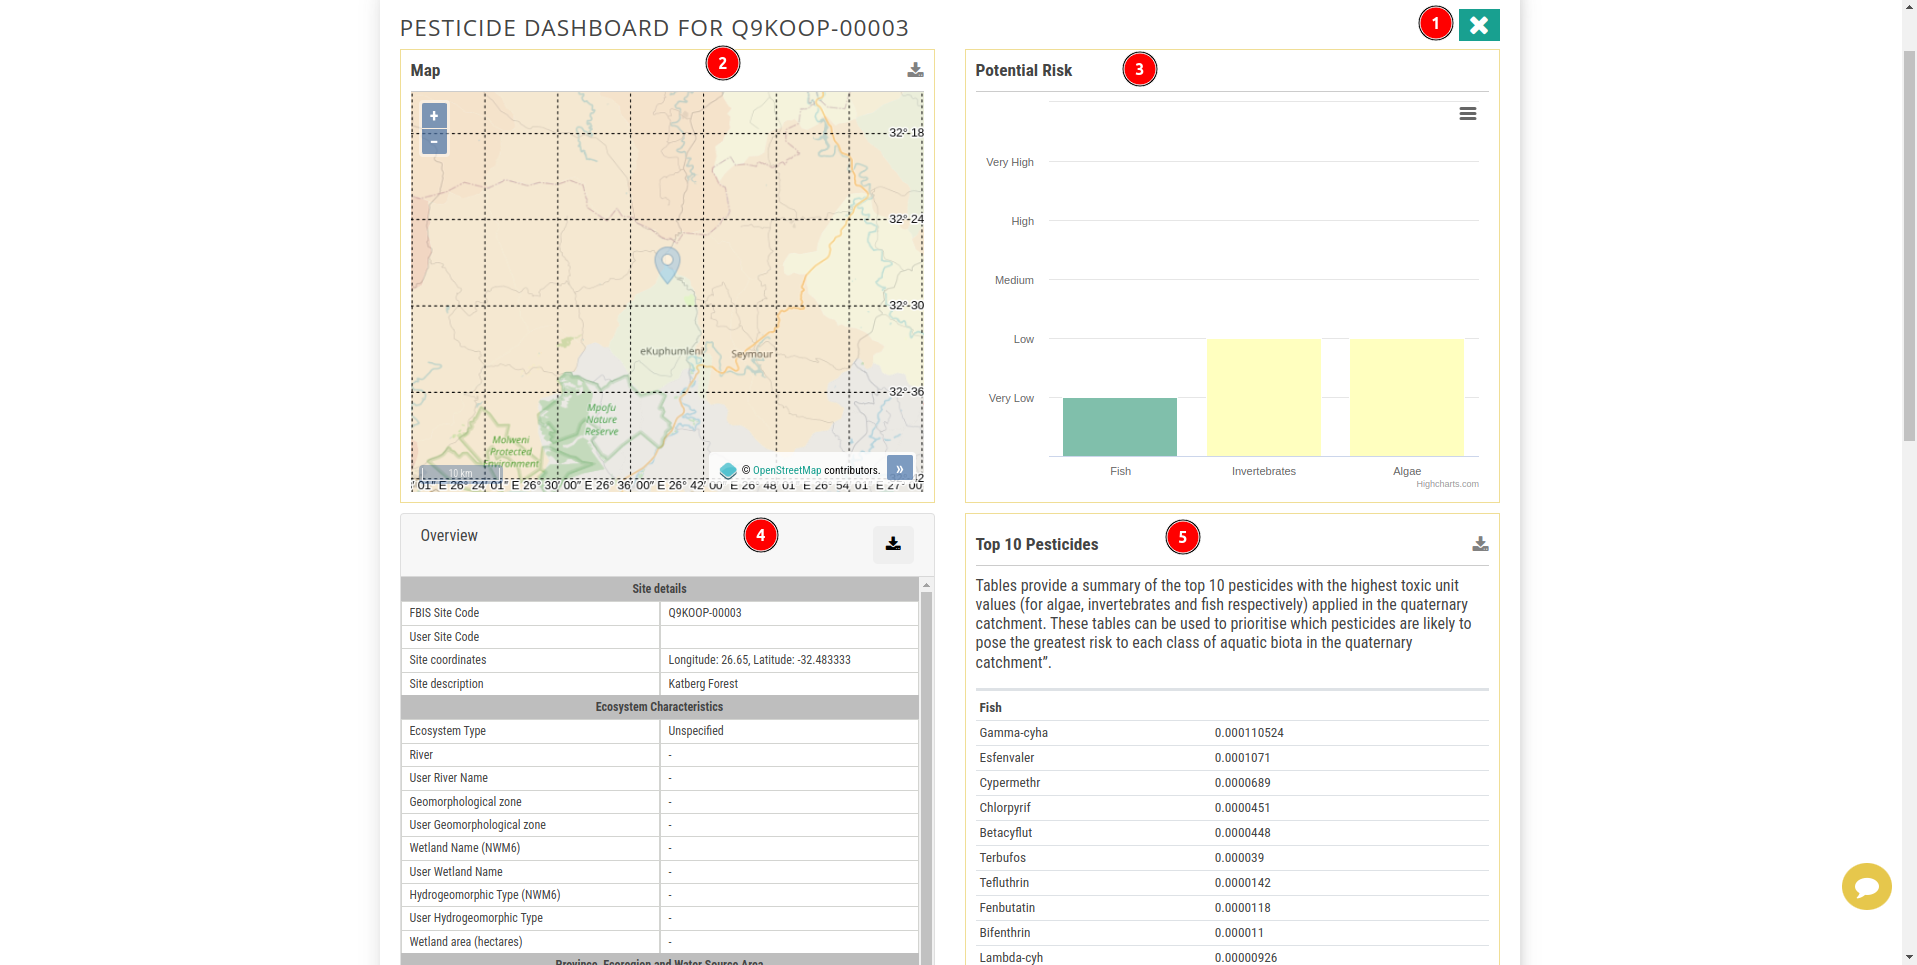 PESTICIDE DASHBOARD FOR Q9KOOP-00003
1
Map
2
+
−
32°-18
32°-24
32°-30
32°-36
eKuphumleni
Seymour
Mpofu
Nature
Reserve
Molweni
Protected
Environment
10 km
© OpenStreetMap contributors.
»
01" E 26° 24' 01" E 26° 30' 00" E 26° 36' 00" E 26° 42' 00" E 26° 48' 01" E 26° 54' 01" E 27° 00'
Potential Risk
3
Very High
High
Medium
Low
Very Low
Fish
Invertebrates
Algae
Highcharts.com
Overview
4
Site details
FBIS Site Code Q9KOOP-00003
User Site Code
Site coordinates Longitude: 26.65, Latitude: -32.483333
Site description Katberg Forest
Ecosystem Characteristics
Ecosystem Type Unspecified
River -
User River Name -
Geomorphological zone -
User Geomorphological zone -
Wetland Name (NWM6) -
User Wetland Name -
Hydrogeomorphic Type (NWM6) -
User Hydrogeomorphic Type -
Wetland area (hectares) -
Province, Ecoregion and Water Source Area
Top 10 Pesticides
5
Tables provide a summary of the top 10 pesticides with the highest toxic unit
values (for algae, invertebrates and fish respectively) applied in the quaternary
catchment. These tables can be used to prioritise which pesticides are likely to
pose the greatest risk to each class of aquatic biota in the quaternary
catchment”.
Fish
Gamma-cyha 0.000110524
Esfenvaler 0.0001071
Cypermethr 0.0000689
Chlorpyrif 0.0000451
Betacyflut 0.0000448
Terbufos 0.000039
Tefluthrin 0.0000142
Fenbutatin 0.0000118
Bifenthrin 0.000011
Lambda-cyh 0.00000926